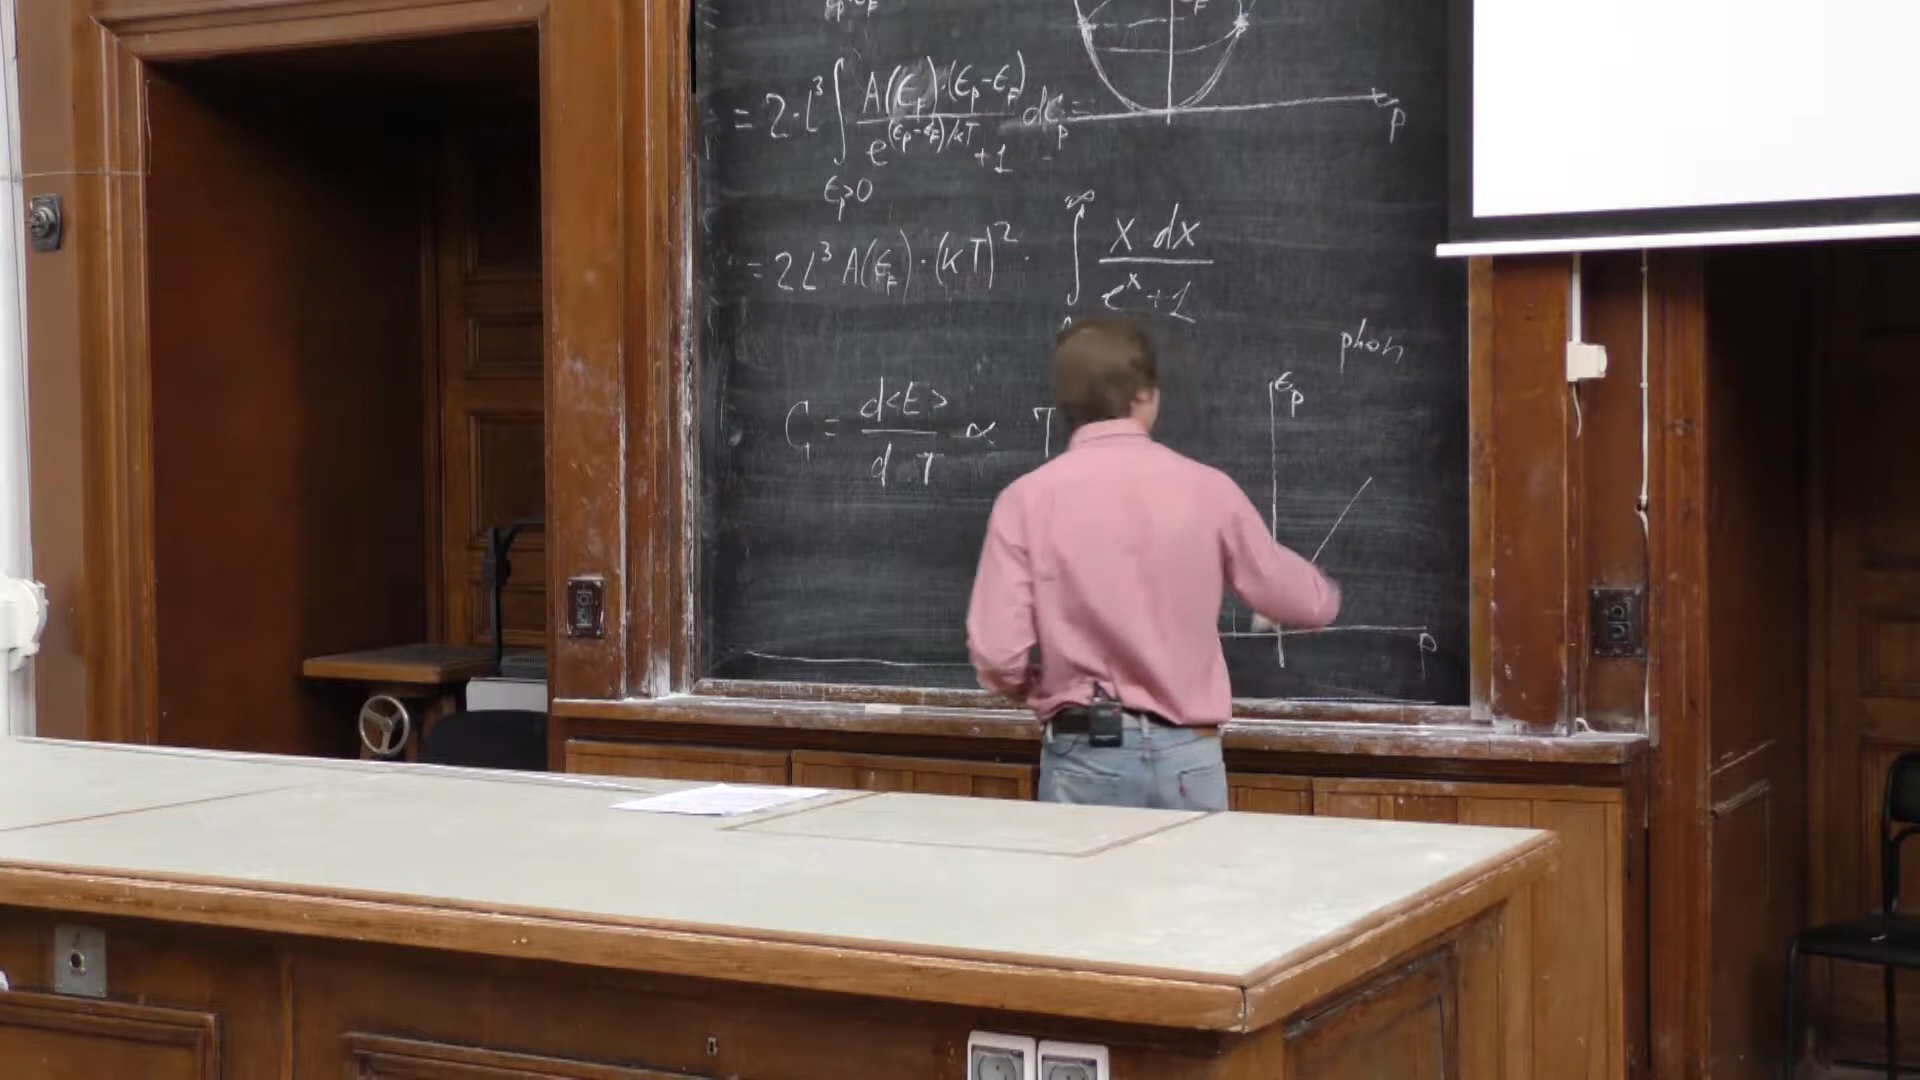 = 2·L³ ∫ A(ε_F)·(ε_p-ε_F) / e^((ε_p-ε_F)/kT) +1 dε_p =
ε_p>0
p
= 2L³ A(ε_F)·(kT)²· ∫ ∞ x dx / e^x +1
phon
C = d<E> / dT ∝ T
ε_p
p